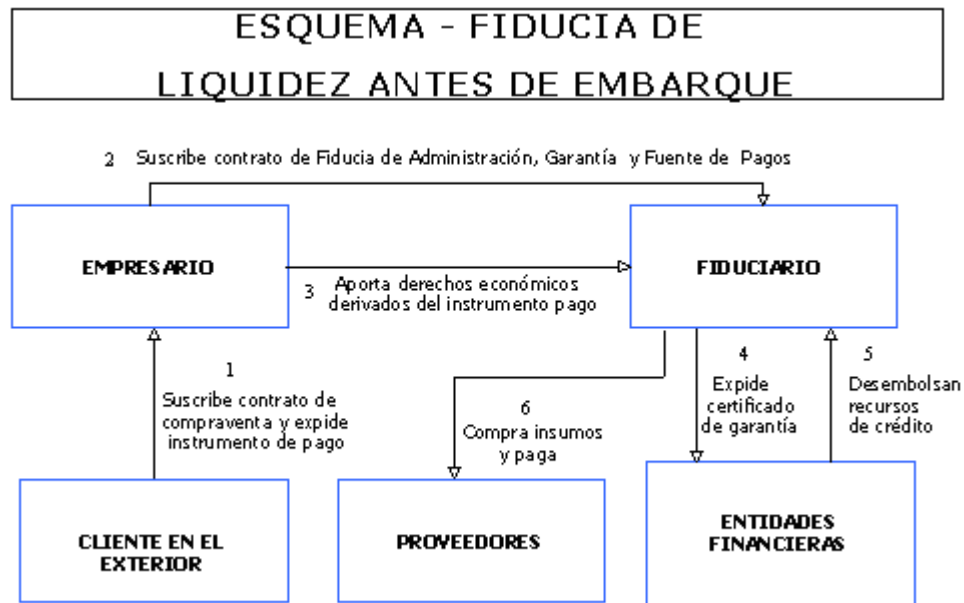 ESQUEMA - FIDUCIA DE
LIQUIDEZ ANTES DE EMBARQUE
2 Suscribe contrato de Fiducia de Administración, Garantía y Fuente de Pagos
EMPRESARIO
FIDUCIARIO
3 Aporta derechos económicos
derivados del instrumento pago
1
Suscribe contrato de
compraventa y expide
instrumento de pago
6
Compra insumos
y paga
4
Expide
certificado
de garantía
5
Desembolsan
recursos
de crédito
CLIENTE EN EL
EXTERIOR
PROVEEDORES
ENTIDADES
FINANCIERAS